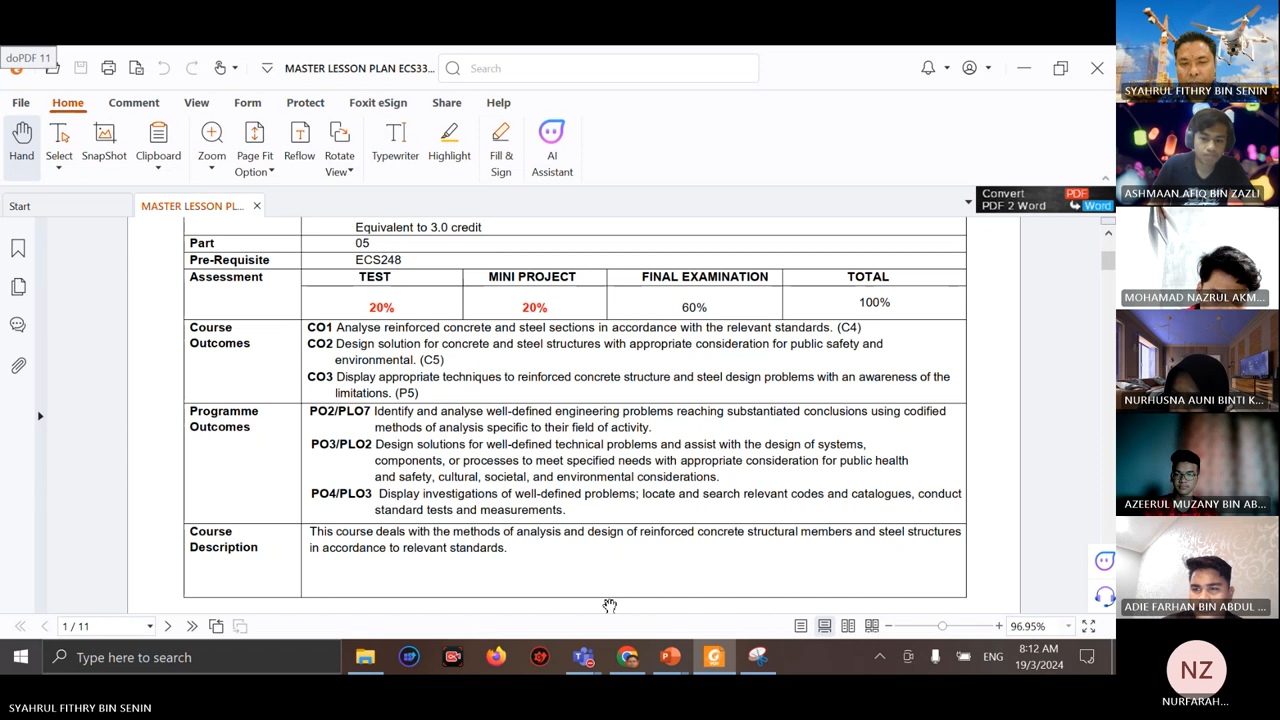 doPDF 11
MASTER LESSON PLAN ECS33...
Search
File Home Comment View Form Protect Foxit eSign Share Help
Hand Select SnapShot Clipboard Zoom Page Fit Option Reflow Rotate View Typewriter Highlight Fill & Sign AI Assistant
Start MASTER LESSON PL...
Convert PDF
PDF 2 Word Word
Equivalent to 3.0 credit
Part 05
Pre-Requisite ECS248
Assessment TEST MINI PROJECT FINAL EXAMINATION TOTAL
20% 20% 60% 100%
Course Outcomes
CO1 Analyse reinforced concrete and steel sections in accordance with the relevant standards. (C4)
CO2 Design solution for concrete and steel structures with appropriate consideration for public safety and
environmental. (C5)
CO3 Display appropriate techniques to reinforced concrete structure and steel design problems with an awareness of the
limitations. (P5)
Programme Outcomes
PO2/PLO7 Identify and analyse well-defined engineering problems reaching substantiated conclusions using codified
methods of analysis specific to their field of activity.
PO3/PLO2 Design solutions for well-defined technical problems and assist with the design of systems,
components, or processes to meet specified needs with appropriate consideration for public health
and safety, cultural, societal, and environmental considerations.
PO4/PLO3 Display investigations of well-defined problems; locate and search relevant codes and catalogues, conduct
standard tests and measurements.
Course Description
This course deals with the methods of analysis and design of reinforced concrete structural members and steel structures
in accordance to relevant standards.
1 / 11
96.95%
Type here to search
ENG
8:12 AM
19/3/2024
SYAHRUL FITHRY BIN SENIN
SYAHRUL FITHRY BIN SENIN
ASHMAAN AFIQ BIN ZAZLI
MOHAMAD NAZRUL AKM...
NURHUSNA AUNI BINTI K...
AZEERUL MUZANY BIN AB...
ADIE FARHAN BIN ABDUL ...
NZ
NURFARAH...